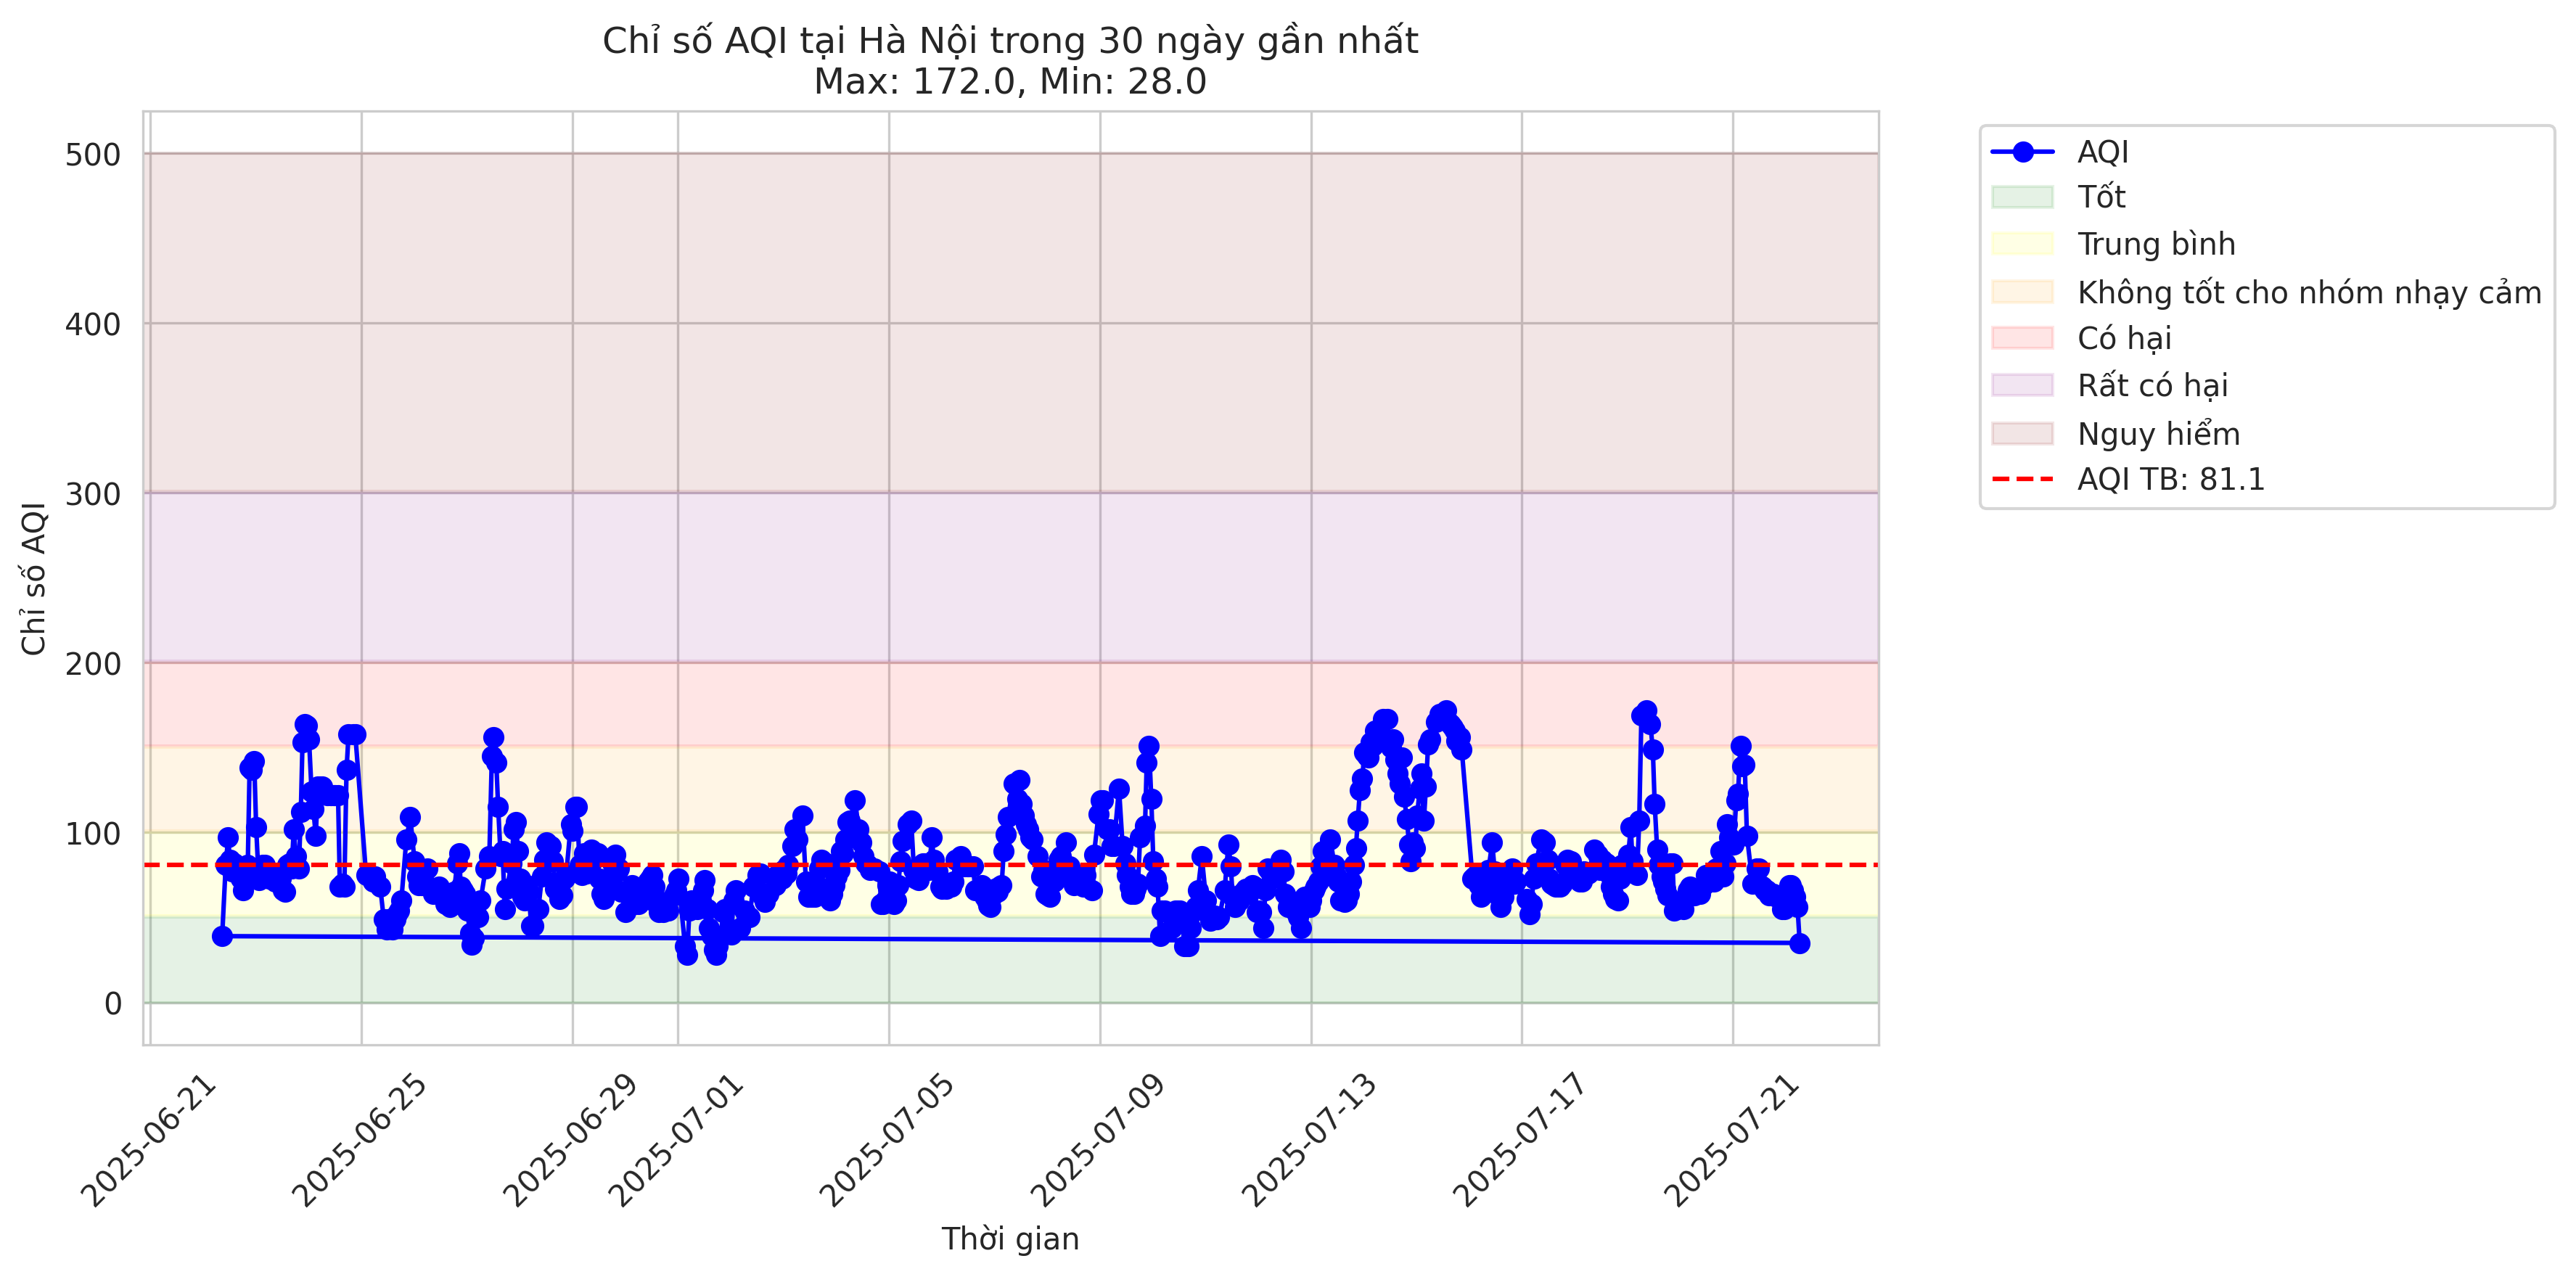 Chỉ số AQI tại Hà Nội trong 30 ngày gần nhất
Max: 172.0, Min: 28.0
Chỉ số AQI
500
400
300
200
100
0
2025-06-21
2025-06-25
2025-06-29
2025-07-01
2025-07-05
2025-07-09
2025-07-13
2025-07-17
2025-07-21
Thời gian
AQI
Tốt
Trung bình
Không tốt cho nhóm nhạy cảm
Có hại
Rất có hại
Nguy hiểm
AQI TB: 81.1